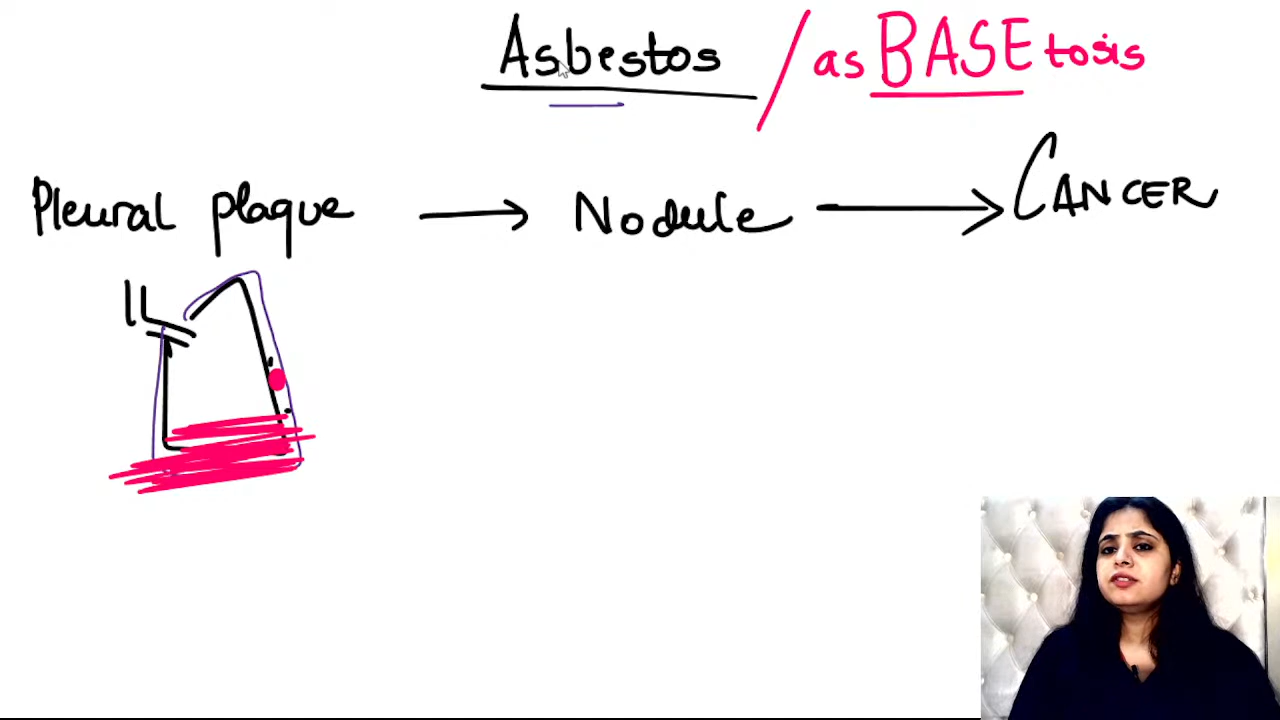 Asbestos / asBASEtosis
Pleural plaque → Nodule → CANCER